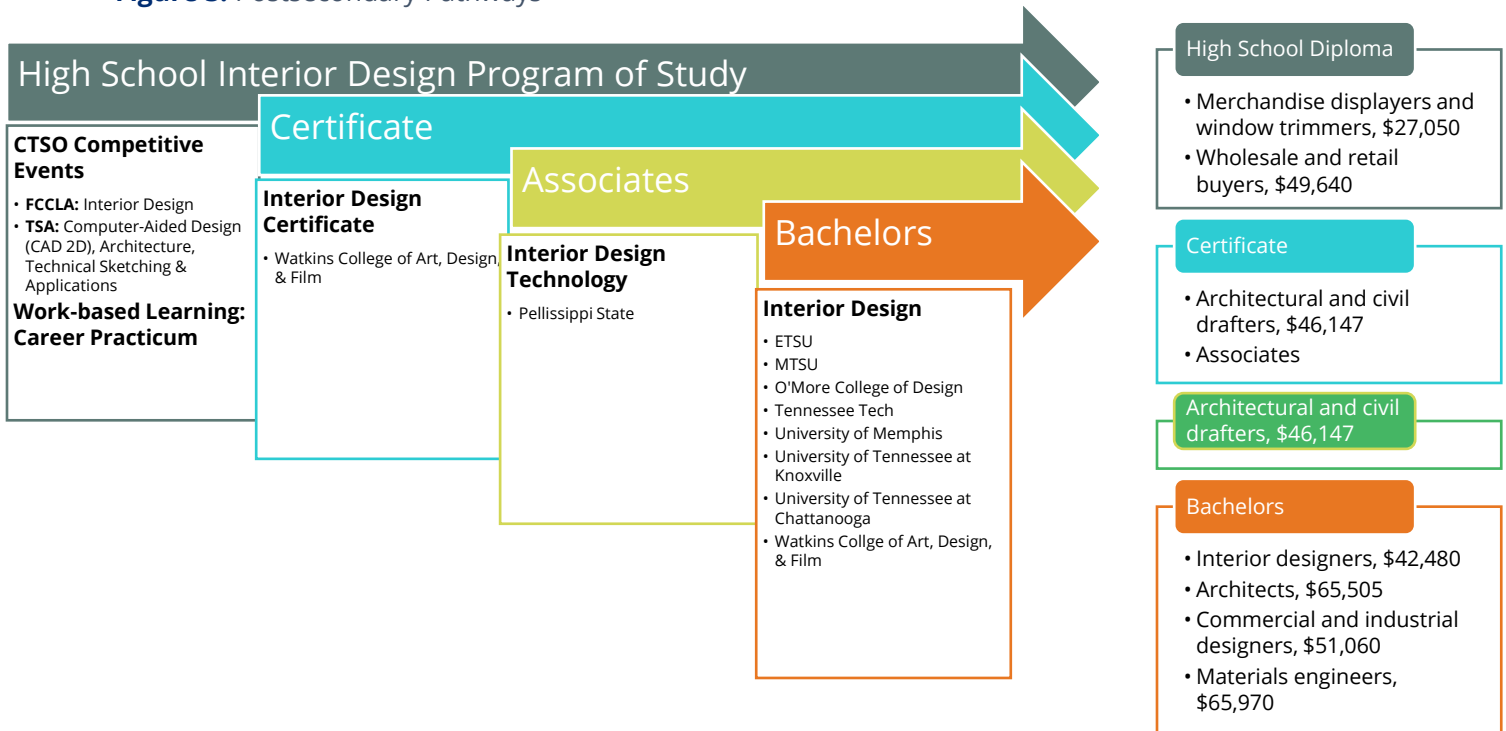 Figure 3. Postsecondary Pathways
High School Interior Design Program of Study
CTSO Competitive
Events
• FCCLA: Interior Design
• TSA: Computer-Aided Design
(CAD 2D), Architecture,
Technical Sketching &
Applications
Work-based Learning:
Career Practicum
Certificate
Interior Design
Certificate
• Watkins College of Art, Design,
& Film
Associates
Interior Design
Technology
• Pellissippi State
Bachelors
Interior Design
• ETSU
• MTSU
• O'More College of Design
• Tennessee Tech
• University of Memphis
• University of Tennessee at
Knoxville
• University of Tennessee at
Chattanooga
• Watkins Collge of Art, Design,
& Film
High School Diploma
• Merchandise displayers and
window trimmers, $27,050
• Wholesale and retail
buyers, $49,640
Certificate
• Architectural and civil
drafters, $46,147
• Associates
Architectural and civil
drafters, $46,147
Bachelors
• Interior designers, $42,480
• Architects, $65,505
• Commercial and industrial
designers, $51,060
• Materials engineers,
$65,970